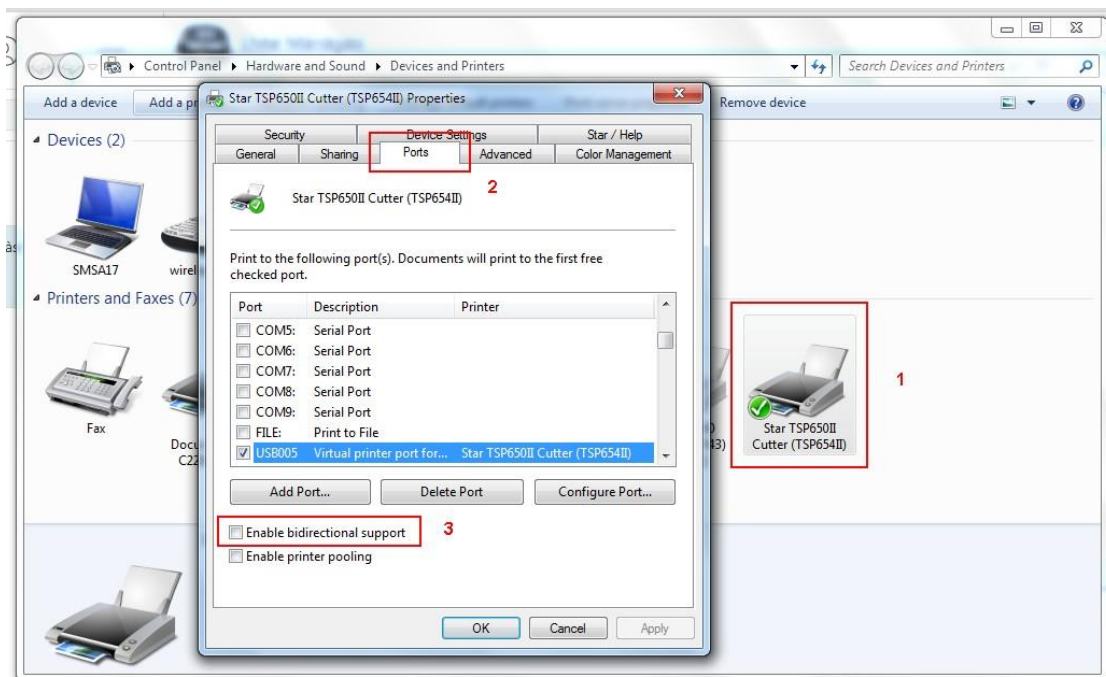 Control Panel ▸ Hardware and Sound ▸ Devices and Printers
Search Devices and Printers
Add a device
Add a pr
Remove device
Devices (2)
SMSA17
wirel
Printers and Faxes (7)
Fax
Docu
C22
Star TSP650II Cutter (TSP654II) Properties
Security
Device Settings
Star / Help
General
Sharing
Ports
Advanced
Color Management
2
Star TSP650II Cutter (TSP654II)
Print to the following port(s). Documents will print to the first free
checked port.
Port Description Printer
COM5: Serial Port
COM6: Serial Port
COM7: Serial Port
COM8: Serial Port
COM9: Serial Port
FILE: Print to File
USB005 Virtual printer port for... Star TSP650II Cutter (TSP654II)
Add Port...
Delete Port
Configure Port...
Enable bidirectional support
3
Enable printer pooling
OK
Cancel
Apply
Star TSP650II
Cutter (TSP654II)
1